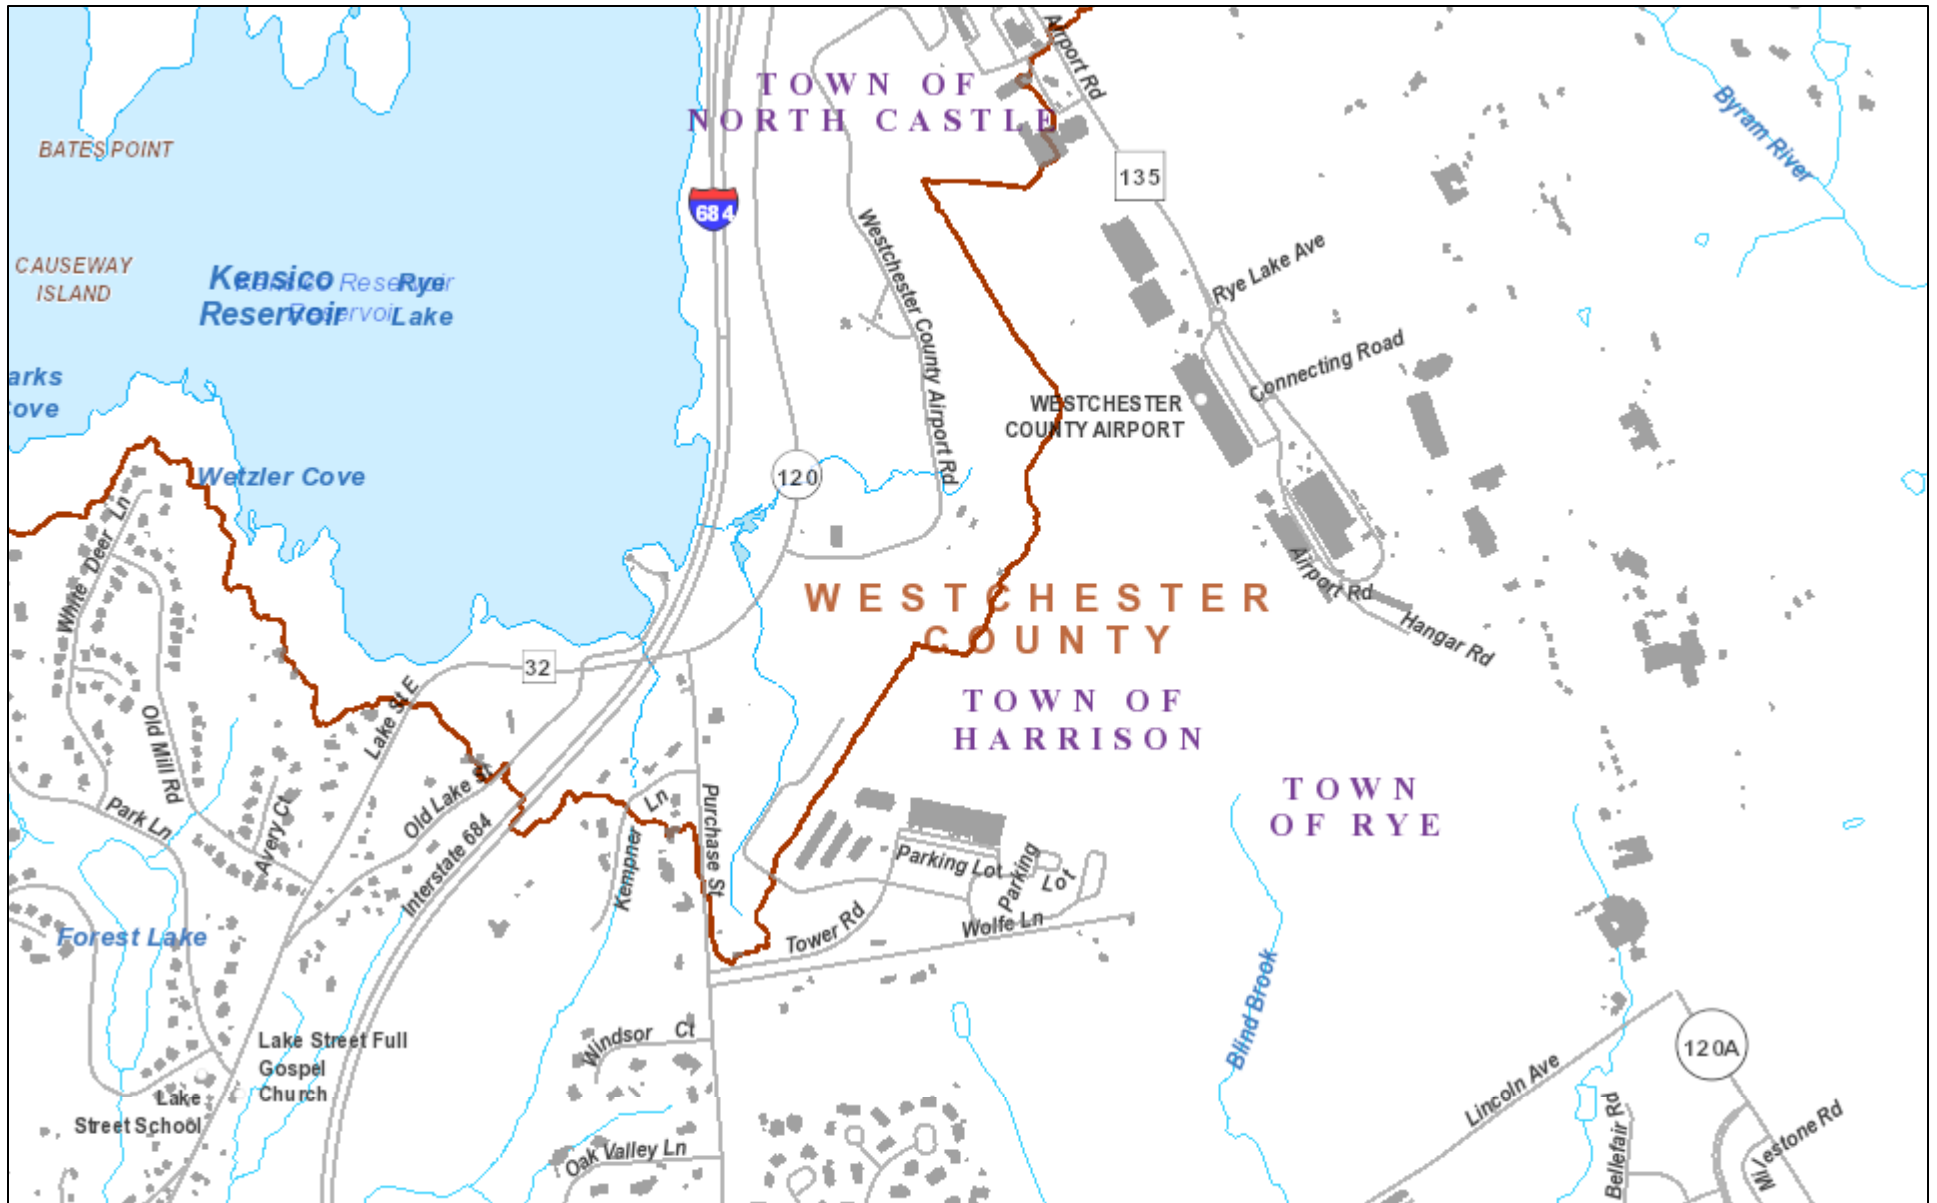 Airport Rd
TOWN OF
NORTH CASTLE
Byram River
BATES POINT
135
684
Westchester County Airport Rd
Rye Lake Ave
CAUSEWAY
ISLAND
Kensico
Reservoir
Kensico Reservoir
Reservoir
Rye
Lake
Connecting Road
arks
ove
WESTCHESTER
COUNTY AIRPORT
Wetzler Cove
120
White Deer Ln
Airport Rd
Hangar Rd
WESTCHESTER
COUNTY
32
Lake St E
TOWN OF
HARRISON
Old Mill Rd
Old Lake St
TOWN
OF RYE
Park Ln
Avery Ct
Interstate 684
Kempner Ln
Purchase St
Parking Lot
Parking
Lot
Tower Rd
Wolfe Ln
Forest Lake
Blind Brook
Lake Street Full
Gospel
Church
Windsor Ct
120A
Lincoln Ave
Lake
Street School
Bellefair Rd
Milestone Rd
Oak Valley Ln